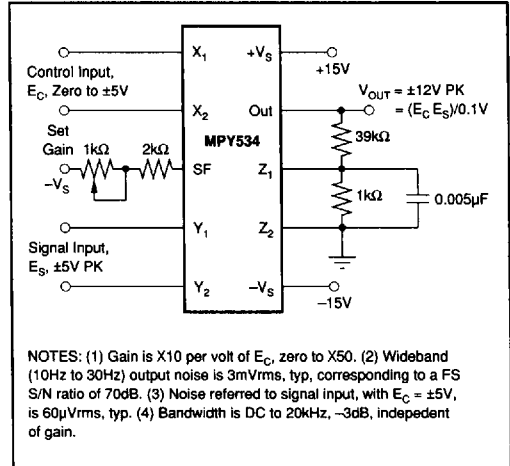 X1
+VS
+15V
Control Input,
EC, Zero to ±5V
VOUT = ±12V PK
= (EC ES)/0.1V
X2
Out
Set
Gain
1kΩ
2kΩ
MPY534
39kΩ
–VS
SF
Z1
1kΩ
0.005µF
Y1
Z2
Signal Input,
ES, ±5V PK
Y2
–VS
–15V
NOTES: (1) Gain is X10 per volt of EC, zero to X50. (2) Wideband
(10Hz to 30Hz) output noise is 3mVrms, typ, corresponding to a FS
S/N ratio of 70dB. (3) Noise referred to signal input, with EC = ±5V,
is 60µVrms, typ. (4) Bandwidth is DC to 20kHz, –3dB, indepedent
of gain.